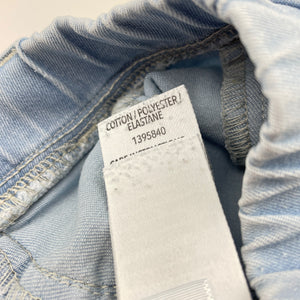 COTTON / POLYESTER /
ELASTANE
1395840